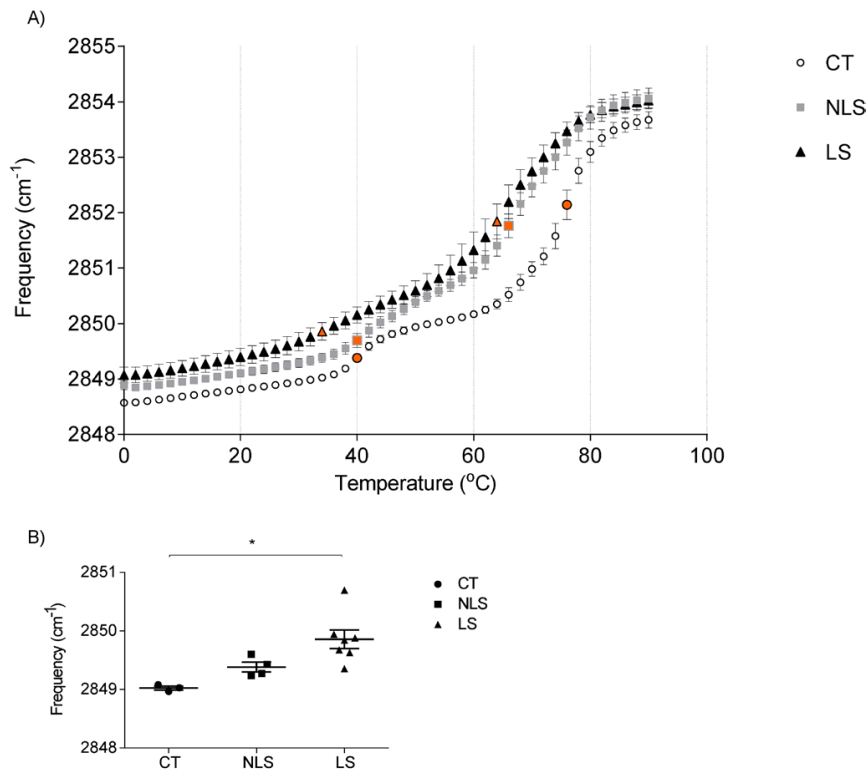 A)
2855
2854
2853
2852
2851
2850
2849
2848
Frequency (cm⁻¹)
0 20 40 60 80 100
Temperature (°C)
CT
NLS
LS
B)
*
2851
2850
2849
2848
Frequency (cm⁻¹)
CT NLS LS
CT
NLS
LS